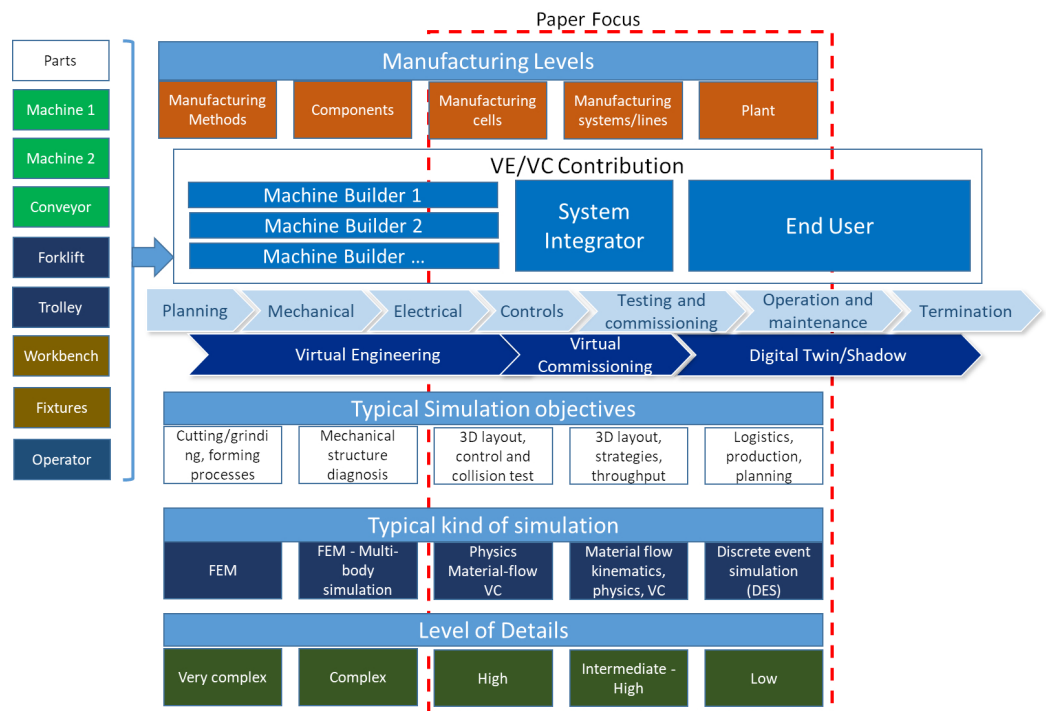 Paper Focus
Parts
Machine 1
Machine 2
Conveyor
Forklift
Trolley
Workbench
Fixtures
Operator
Manufacturing Levels
Manufacturing
Methods
Components
Manufacturing
cells
Manufacturing
systems/lines
Plant
VE/VC Contribution
Machine Builder 1
Machine Builder 2
Machine Builder ...
System
Integrator
End User
Planning
Mechanical
Electrical
Controls
Testing and
commissioning
Operation and
maintenance
Termination
Virtual Engineering
Virtual
Commissioning
Digital Twin/Shadow
Typical Simulation objectives
Cutting/grindi
ng, forming
processes
Mechanical
structure
diagnosis
3D layout,
control and
collision test
3D layout,
strategies,
throughput
Logistics,
production,
planning
Typical kind of simulation
FEM
FEM - Multi-
body
simulation
Physics
Material-flow
VC
Material flow
kinematics,
physics, VC
Discrete event
simulation
(DES)
Level of Details
Very complex
Complex
High
Intermediate -
High
Low